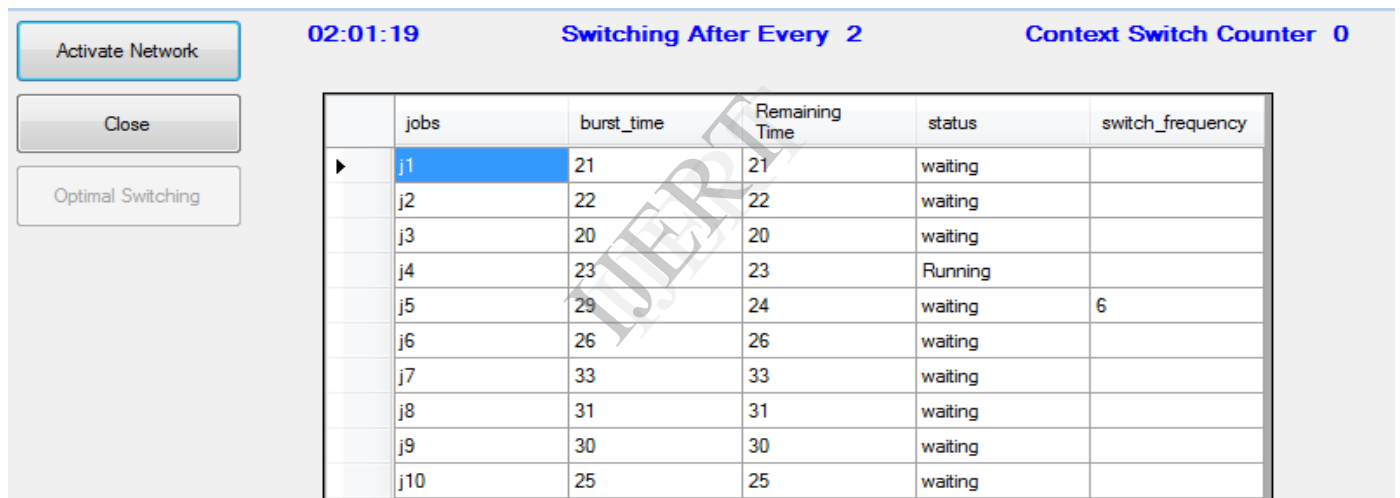 Activate Network
Close
Optimal Switching
02:01:19 Switching After Every 2 Context Switch Counter 0
jobs burst_time Remaining Time status switch_frequency
j1 21 21 waiting
j2 22 22 waiting
j3 20 20 waiting
j4 23 23 Running
j5 29 24 waiting 6
j6 26 26 waiting
j7 33 33 waiting
j8 31 31 waiting
j9 30 30 waiting
j10 25 25 waiting
IJERT